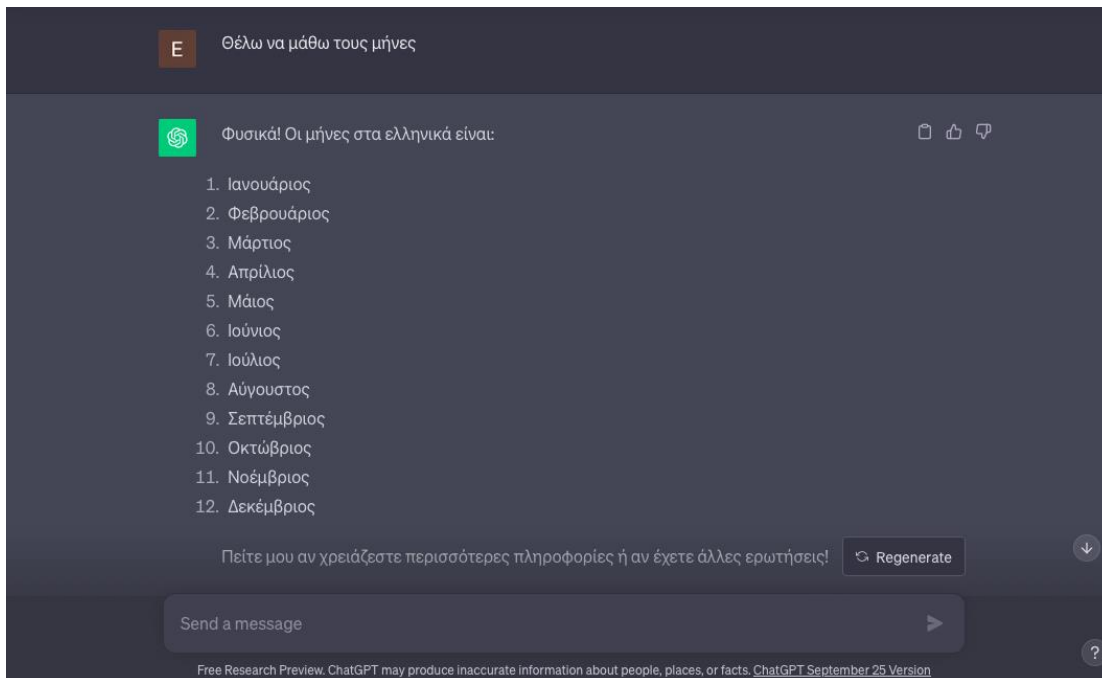 E
Θέλω να μάθω τους μήνες
Φυσικά! Οι μήνες στα ελληνικά είναι:
1. Ιανουάριος
2. Φεβρουάριος
3. Μάρτιος
4. Απρίλιος
5. Μάιος
6. Ιούνιος
7. Ιούλιος
8. Αύγουστος
9. Σεπτέμβριος
10. Οκτώβριος
11. Νοέμβριος
12. Δεκέμβριος
Πείτε μου αν χρειάζεστε περισσότερες πληροφορίες ή αν έχετε άλλες ερωτήσεις! Regenerate
Send a message
?
Free Research Preview. ChatGPT may produce inaccurate information about people, places, or facts. ChatGPT September 25 Version